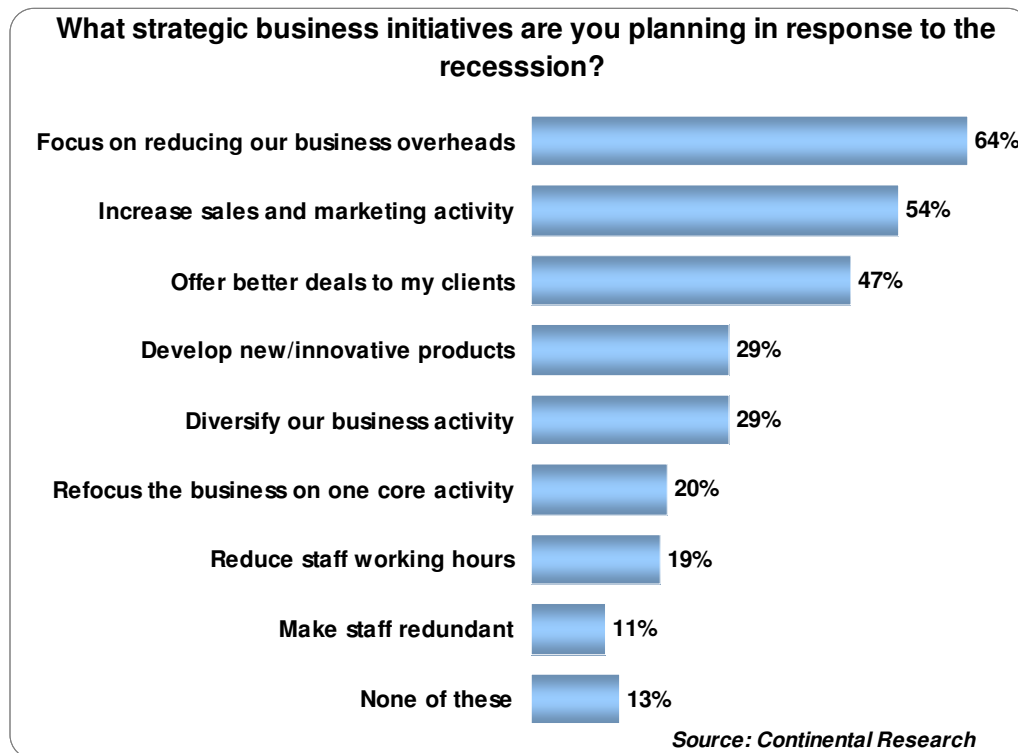 What strategic business initiatives are you planning in response to the
recesssion?
Focus on reducing our business overheads 64%
Increase sales and marketing activity 54%
Offer better deals to my clients 47%
Develop new/innovative products 29%
Diversify our business activity 29%
Refocus the business on one core activity 20%
Reduce staff working hours 19%
Make staff redundant 11%
None of these 13%
Source: Continental Research